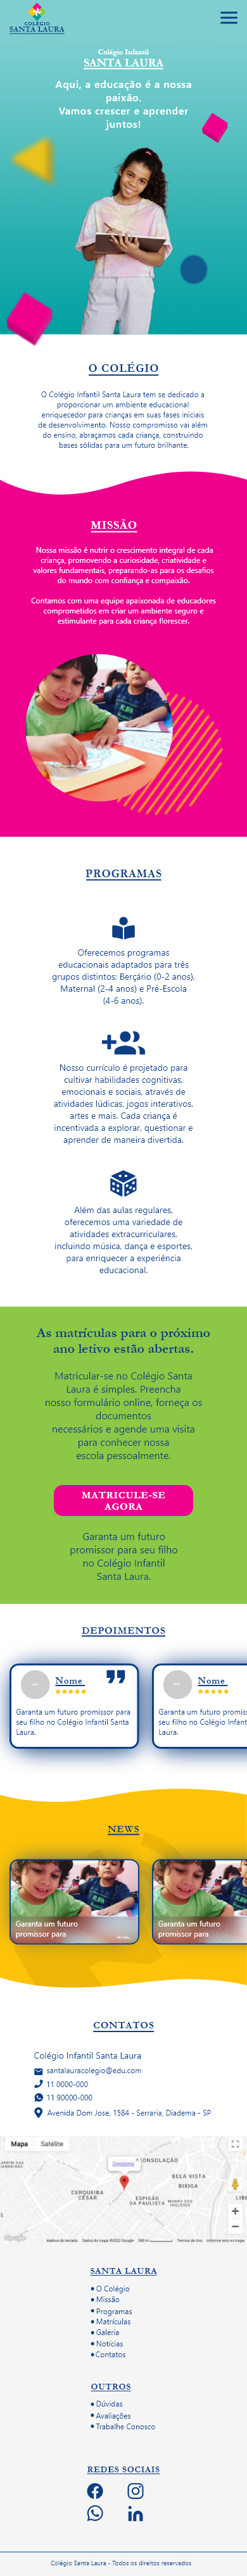 COLÉGIO
SANTA LAURA
Colégio Infantil
SANTA LAURA
Aqui, a educação é a nossa
paixão.
Vamos crescer e aprender
juntos!
O COLÉGIO
O Colégio Infantil Santa Laura tem se dedicado a
proporcionar um ambiente educacional
enriquecedor para crianças em suas fases iniciais
de desenvolvimento. Nosso compromisso vai além
do ensino, abraçamos cada criança, construindo
bases sólidas para um futuro brilhante.
MISSÃO
Nossa missão é nutrir o crescimento integral de cada
criança, promovendo a curiosidade, criatividade e
valores fundamentais, preparando-as para os desafios
do mundo com confiança e compaixão.
Contamos com uma equipe apaixonada de educadores
comprometidos em criar um ambiente seguro e
estimulante para cada criança florescer.
PROGRAMAS
Oferecemos programas
educacionais adaptados para três
grupos distintos: Berçário (0-2 anos),
Maternal (2-4 anos) e Pré-Escola
(4-6 anos).
Nosso currículo é projetado para
cultivar habilidades cognitivas,
emocionais e sociais, através de
atividades lúdicas, jogos interativos,
artes e mais. Cada criança é
incentivada a explorar, questionar e
aprender de maneira divertida.
Além das aulas regulares,
oferecemos uma variedade de
atividades extracurriculares,
incluindo música, dança e esportes,
para enriquecer a experiência
educacional.
As matrículas para o próximo
ano letivo estão abertas.
Matricular-se no Colégio Santa
Laura é simples. Preencha
nosso formulário online, forneça os
documentos
necessários e agende uma visita
para conhecer nossa
escola pessoalmente.
MATRICULE-SE
AGORA
Garanta um futuro
promissor para seu filho
no Colégio Infantil
Santa Laura.
DEPOIMENTOS
Nome
Garanta um futuro promissor para
seu filho no Colégio Infantil Santa
Laura.
Nome
Garanta um futuro promiss
seu filho no Colégio Infant
Laura.
NEWS
Garanta um futuro
promissor para
Garanta um futuro
promissor para
CONTATOS
Colégio Infantil Santa Laura
santalauracolegio@edu.com
11 0000-000
11 90000-000
Avenida Dom Jose, 1584 - Serraria, Diadema - SP
Mapa Satélite
CONSOLAÇÃO
BELA VISTA
BIXIGA
CERQUEIRA
CÉSAR
ESPIGÃO
DA PAULISTA
MORRO DOS
INGLESES
Google
SANTA LAURA
O Colégio
Missão
Programas
Matrículas
Galeria
Notícias
Contatos
OUTROS
Dúvidas
Avaliações
Trabalhe Conosco
REDES SOCIAIS
Colégio Santa Laura - Todos os direitos reservados